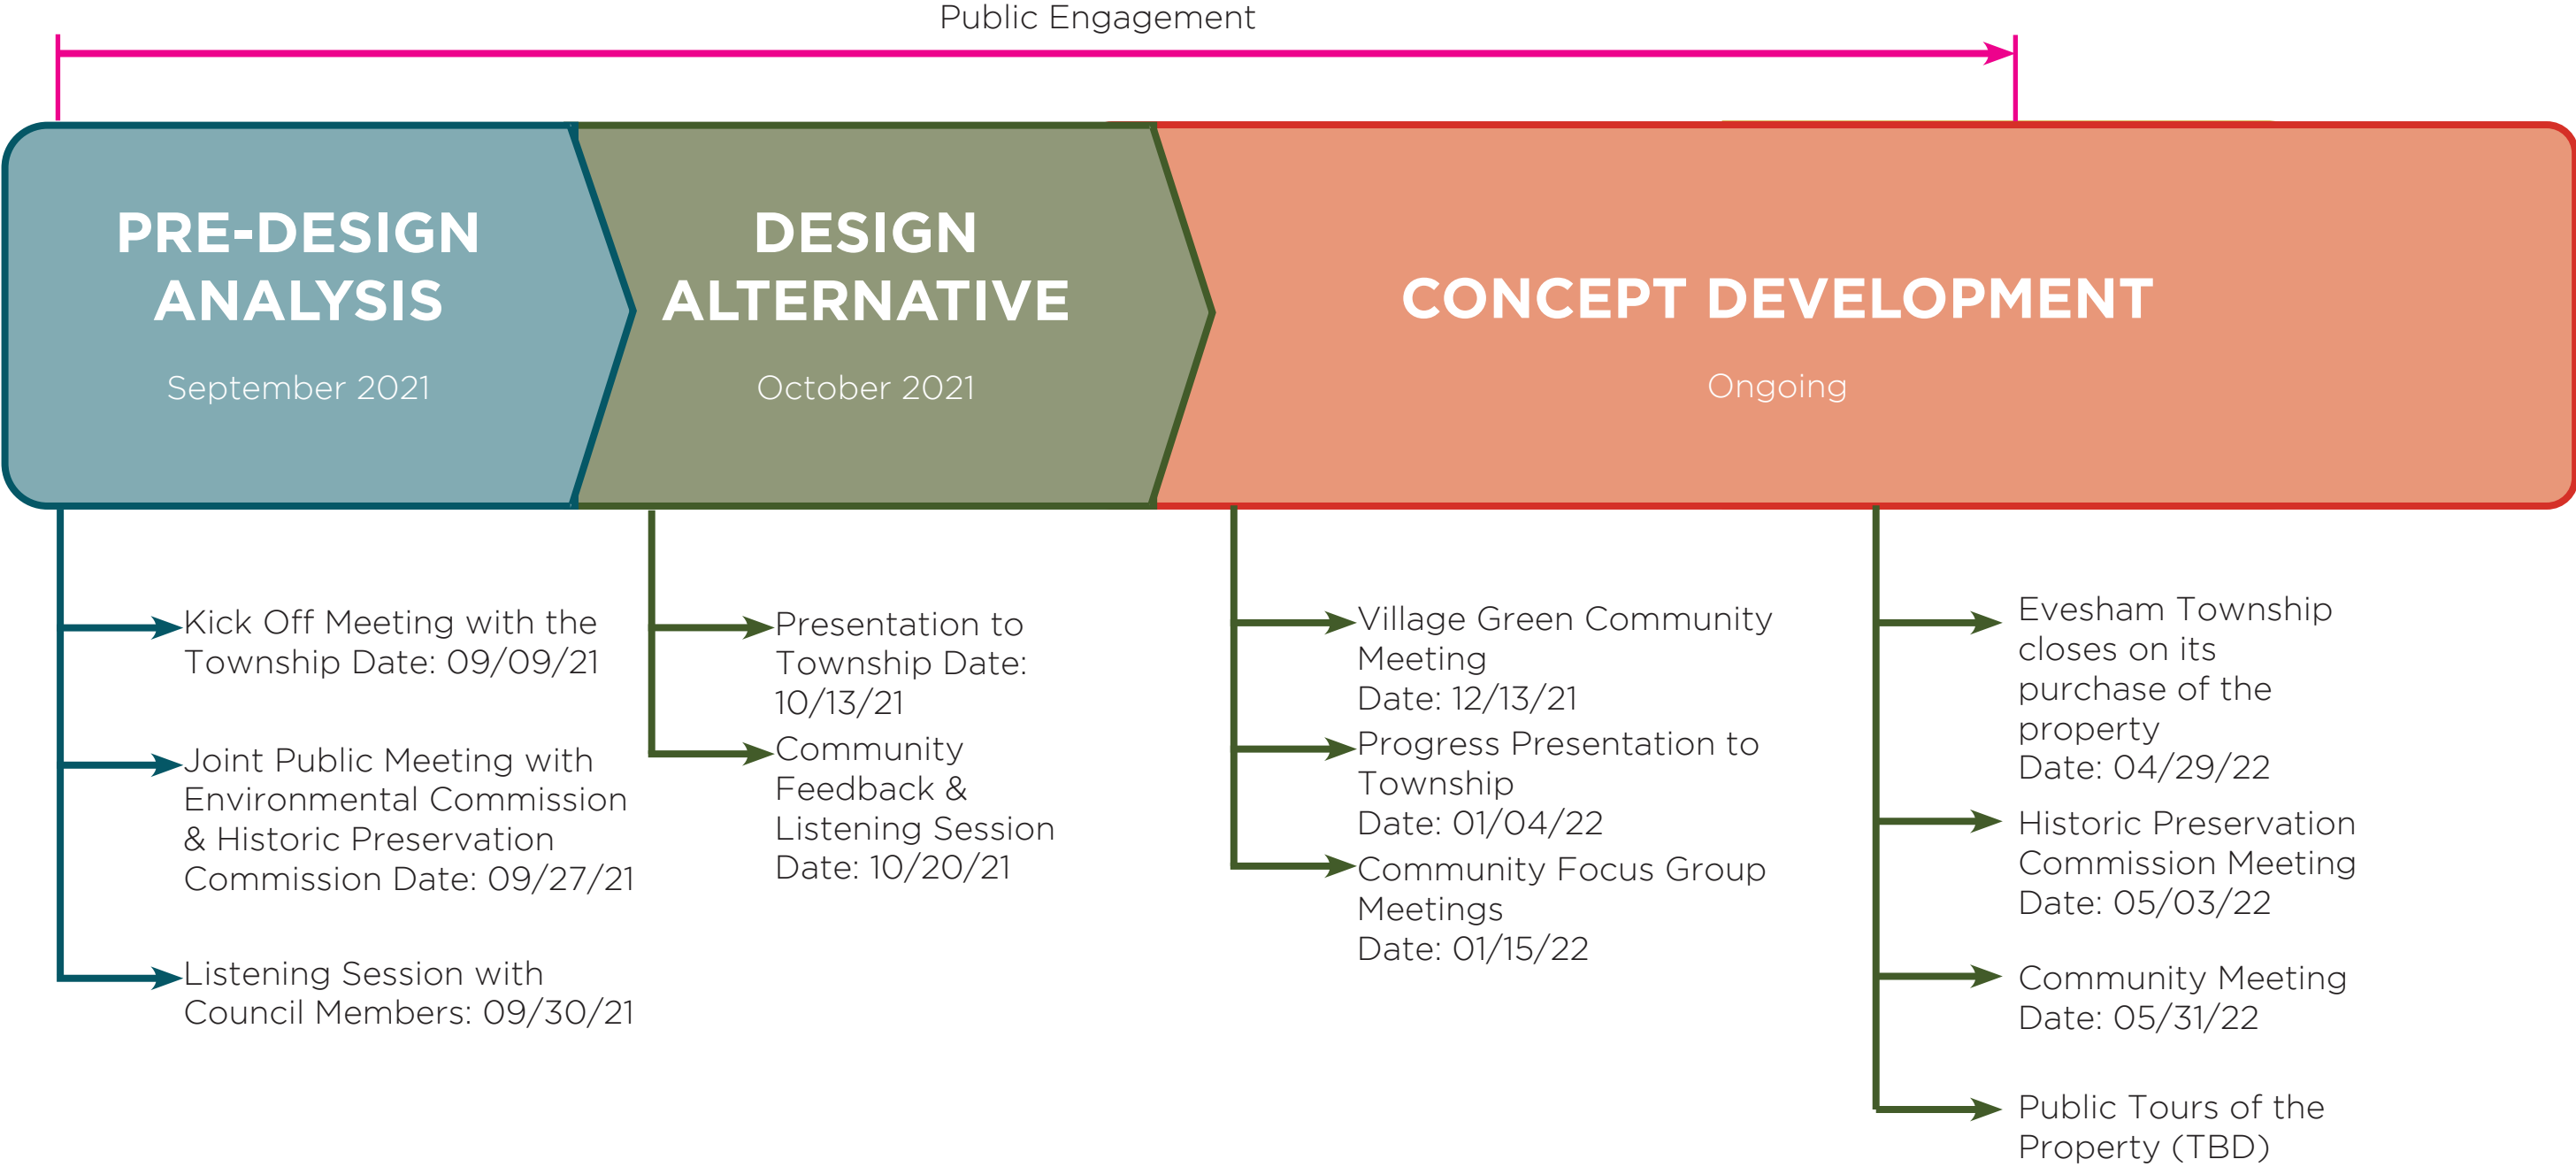 Public Engagement
PRE-DESIGN
ANALYSIS
September 2021
DESIGN
ALTERNATIVE
October 2021
CONCEPT DEVELOPMENT
Ongoing
Kick Off Meeting with the
Township Date: 09/09/21
Joint Public Meeting with
Environmental Commission
& Historic Preservation
Commission Date: 09/27/21
Listening Session with
Council Members: 09/30/21
Presentation to
Township Date:
10/13/21
Community
Feedback &
Listening Session
Date: 10/20/21
Village Green Community
Meeting
Date: 12/13/21
Progress Presentation to
Township
Date: 01/04/22
Community Focus Group
Meetings
Date: 01/15/22
Evesham Township
closes on its
purchase of the
property
Date: 04/29/22
Historic Preservation
Commission Meeting
Date: 05/03/22
Community Meeting
Date: 05/31/22
Public Tours of the
Property (TBD)